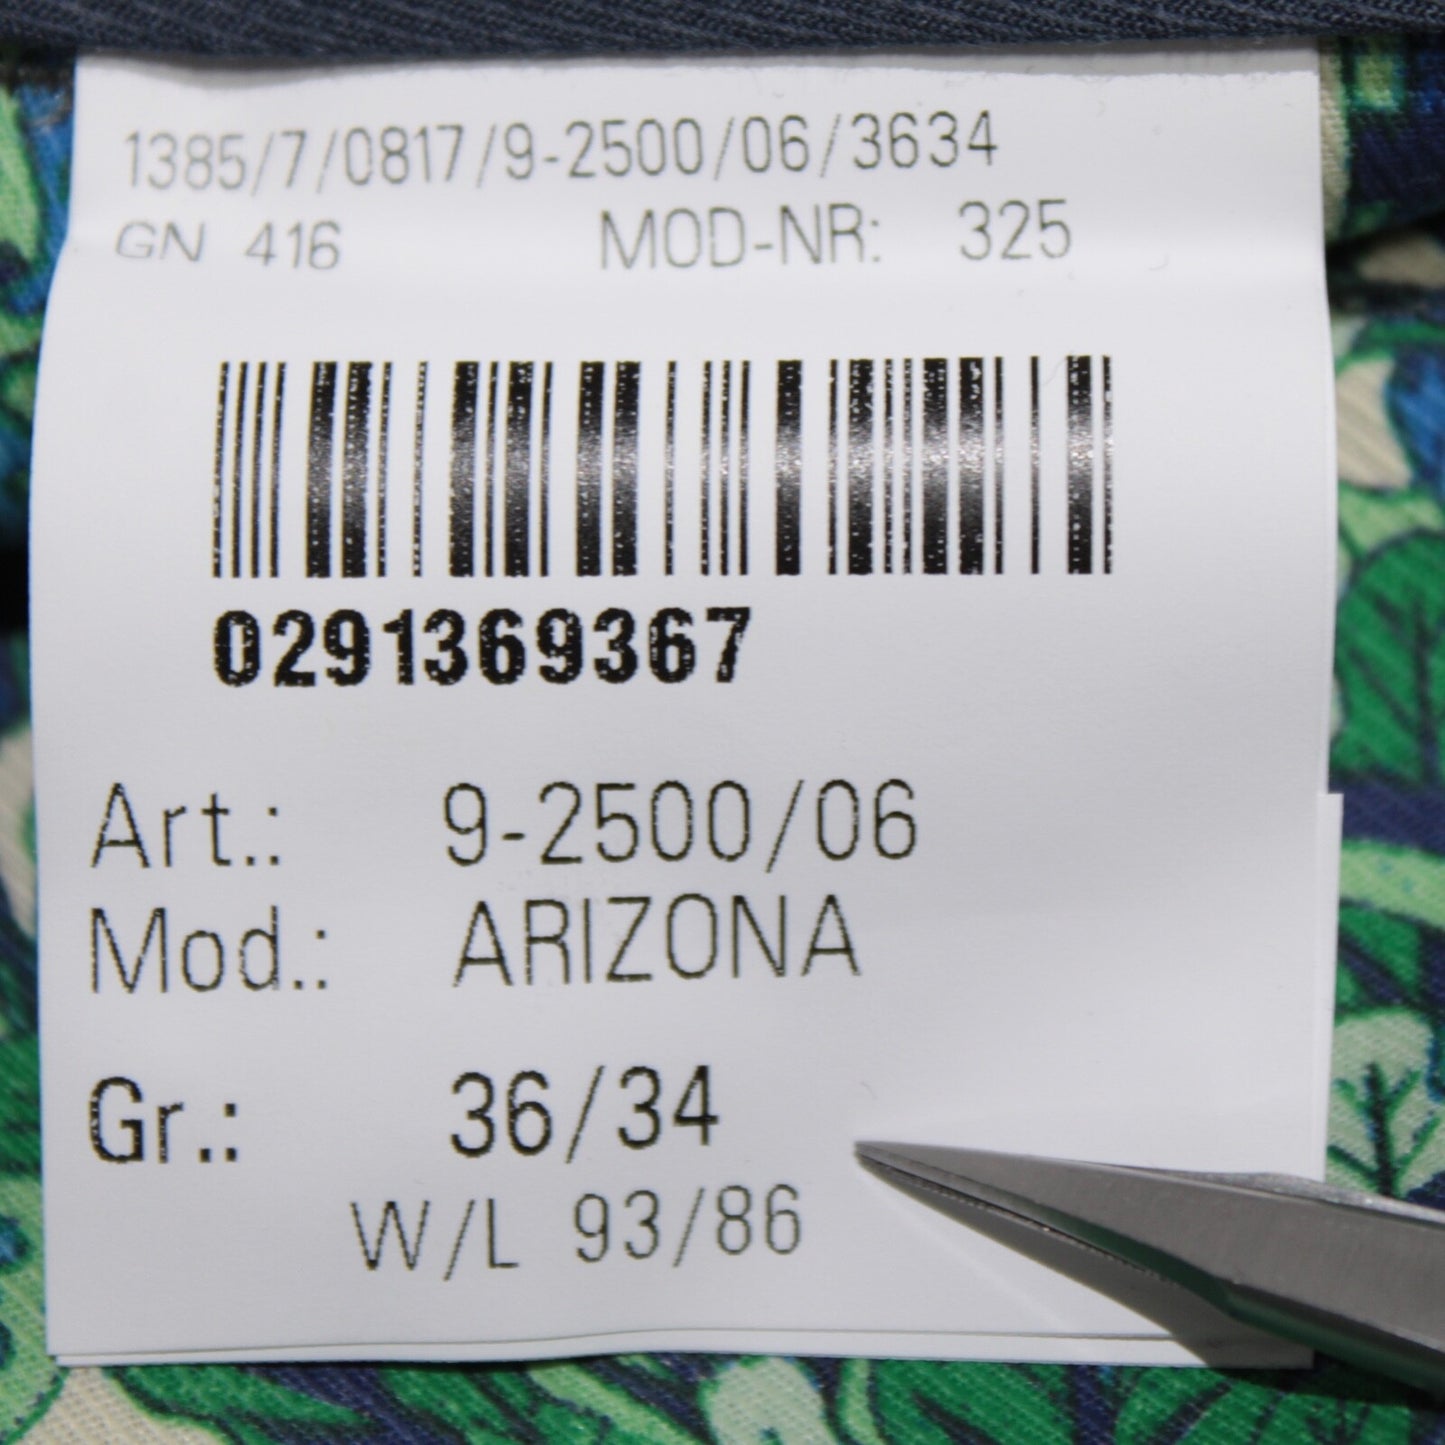 1385/7/0817/9-2500/06/3634
GN 416 MOD-NR: 325
0291369367
Art.: 9-2500/06
Mod.: ARIZONA
Gr.: 36/34
W/L 93/86